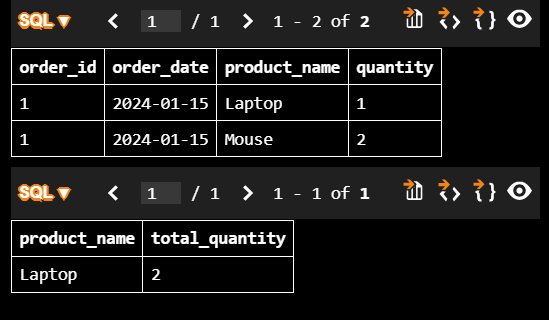 SQL ▼ < 1 / 1 > 1 - 2 of 2
order_id order_date product_name quantity
1 2024-01-15 Laptop 1
1 2024-01-15 Mouse 2
SQL ▼ < 1 / 1 > 1 - 1 of 1
product_name total_quantity
Laptop 2